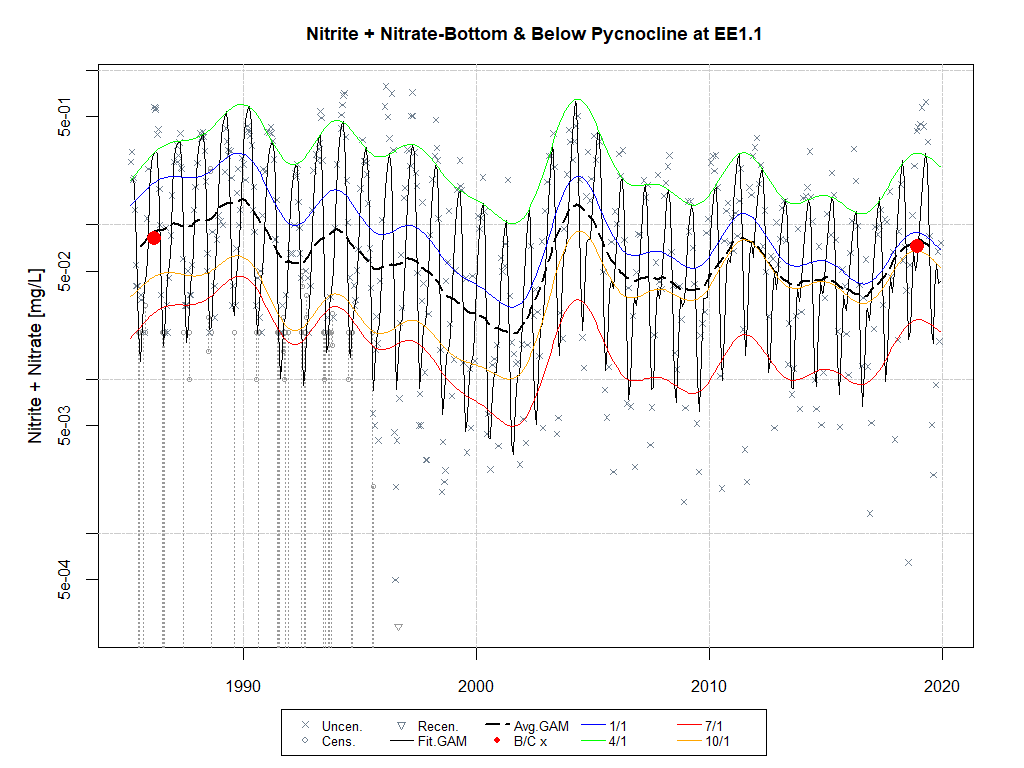 Nitrite + Nitrate-Bottom & Below Pycnocline at EE1.1
Nitrite + Nitrate [mg/L]
5e-01
5e-02
5e-03
5e-04
1990 2000 2010 2020
Uncen. Recen. Avg.GAM 1/1 7/1
Cens. Fit.GAM B/C x 4/1 10/1